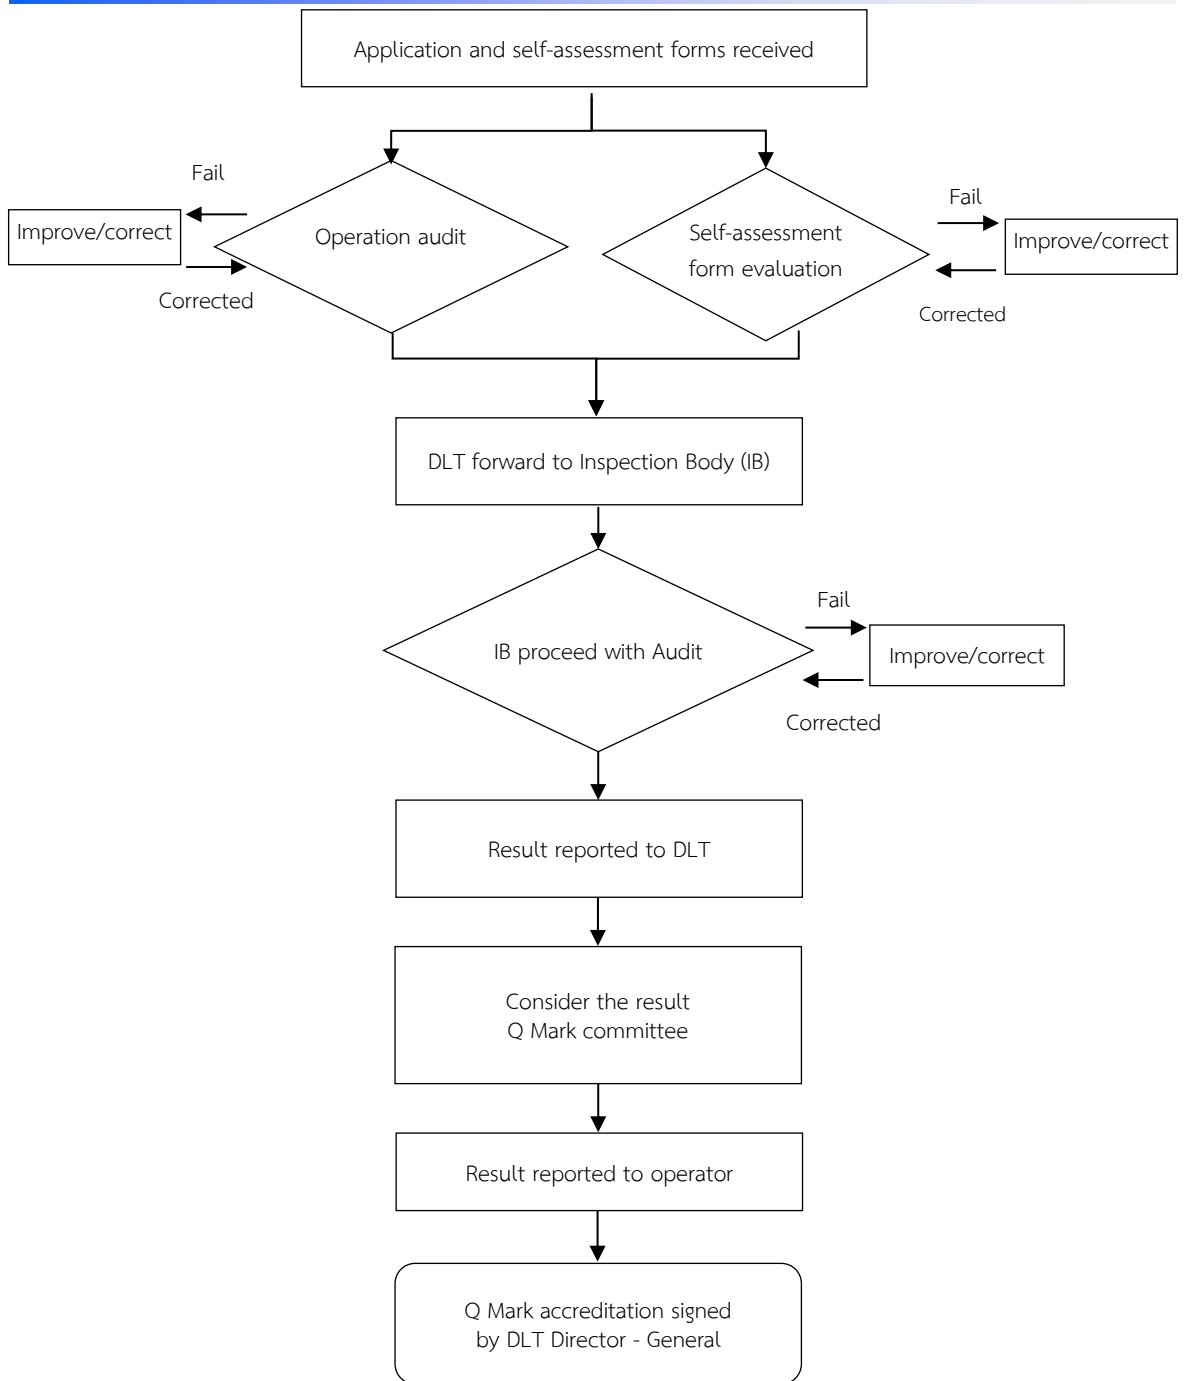 Application and self-assessment forms received
Fail
Improve/correct
Corrected
Operation audit
Self-assessment
form evaluation
Fail
Improve/correct
Corrected
DLT forward to Inspection Body (IB)
IB proceed with Audit
Fail
Improve/correct
Corrected
Result reported to DLT
Consider the result
Q Mark committee
Result reported to operator
Q Mark accreditation signed
by DLT Director - General